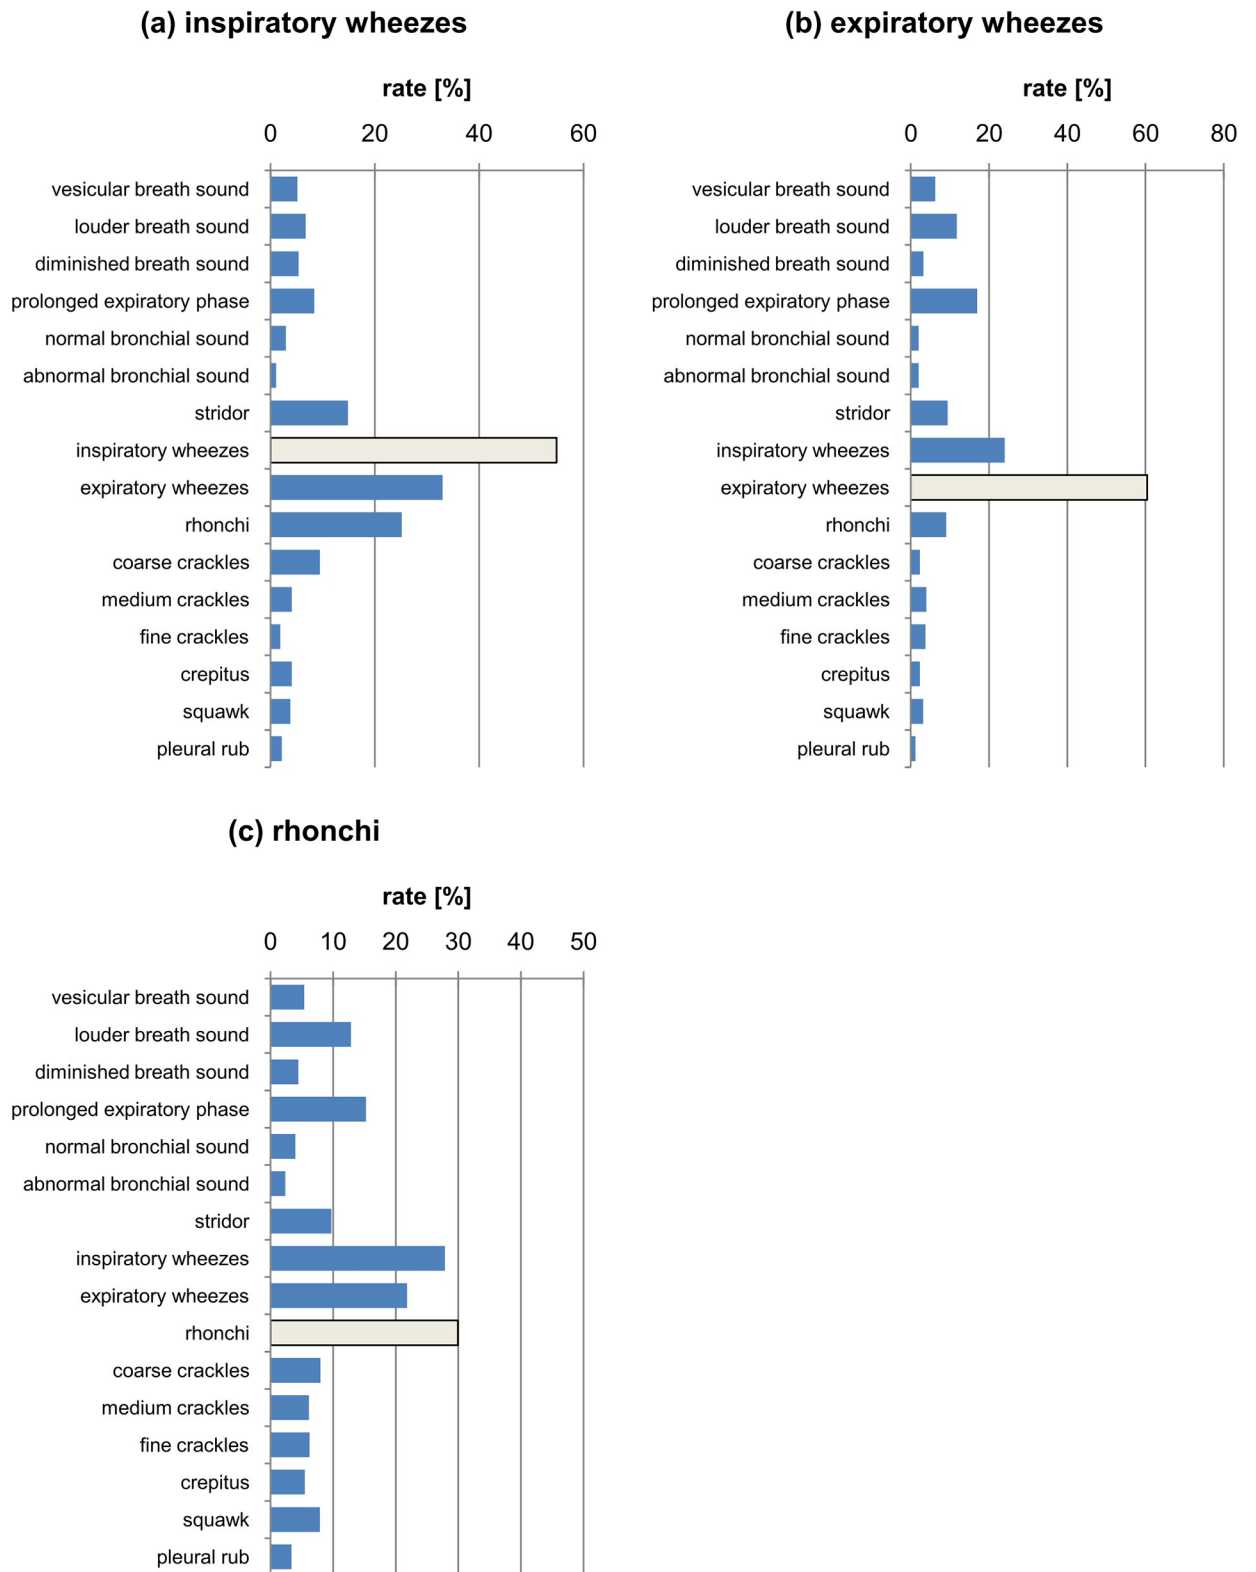 (a) inspiratory wheezes
rate [%]
0 20 40 60
vesicular breath sound
louder breath sound
diminished breath sound
prolonged expiratory phase
normal bronchial sound
abnormal bronchial sound
stridor
inspiratory wheezes
expiratory wheezes
rhonchi
coarse crackles
medium crackles
fine crackles
crepitus
squawk
pleural rub
(b) expiratory wheezes
rate [%]
0 20 40 60 80
vesicular breath sound
louder breath sound
diminished breath sound
prolonged expiratory phase
normal bronchial sound
abnormal bronchial sound
stridor
inspiratory wheezes
expiratory wheezes
rhonchi
coarse crackles
medium crackles
fine crackles
crepitus
squawk
pleural rub
(c) rhonchi
rate [%]
0 10 20 30 40 50
vesicular breath sound
louder breath sound
diminished breath sound
prolonged expiratory phase
normal bronchial sound
abnormal bronchial sound
stridor
inspiratory wheezes
expiratory wheezes
rhonchi
coarse crackles
medium crackles
fine crackles
crepitus
squawk
pleural rub